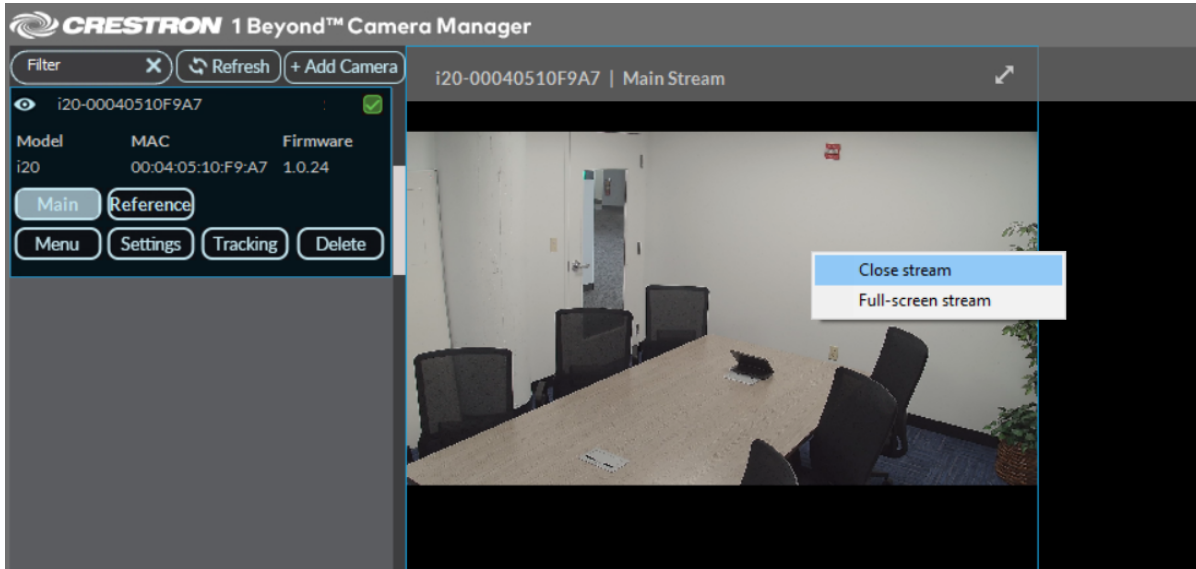 CRESTRON 1 Beyond™ Camera Manager
Filter
Refresh
+ Add Camera
i20-00040510F9A7 | Main Stream
i20-00040510F9A7
Model MAC Firmware
i20 00:04:05:10:F9:A7 1.0.24
Main Reference
Menu Settings Tracking Delete
Close stream
Full-screen stream